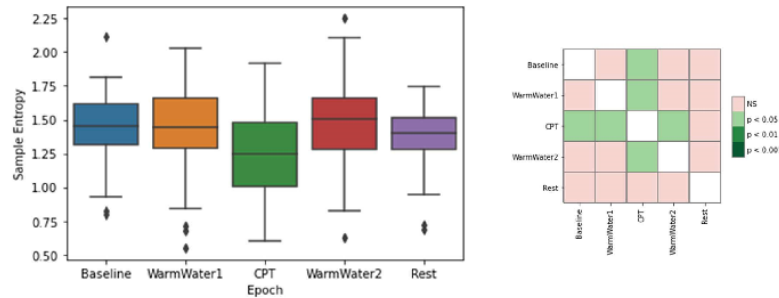 2.25
2.00
1.75
1.50
1.25
1.00
0.75
0.50
Sample Entropy
Baseline WarmWater1 CPT WarmWater2 Rest
Epoch
Baseline
WarmWater1
CPT
WarmWater2
Rest
Baseline
WarmWater1
CPT
WarmWater2
Rest
NS
p < 0.05
p < 0.01
p < 0.00